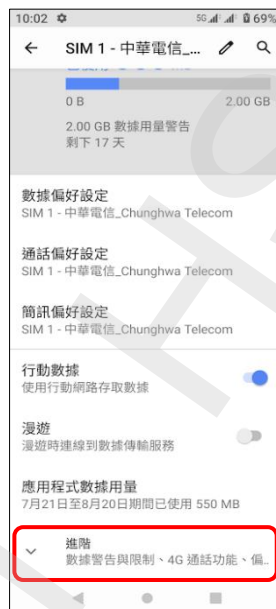 10:02
5G 69%
SIM 1 - 中華電信_...
0 B 2.00 GB
2.00 GB 數據用量警告
剩下 17 天
數據偏好設定
SIM 1 - 中華電信_Chunghwa Telecom
通話偏好設定
SIM 1 - 中華電信_Chunghwa Telecom
簡訊偏好設定
SIM 1 - 中華電信_Chunghwa Telecom
行動數據
使用行動網路存取數據
漫遊
漫遊時連線到數據傳輸服務
應用程式數據用量
7月21日至8月20日期間已使用 550 MB
進階
數據警告與限制、4G 通話功能、偏..